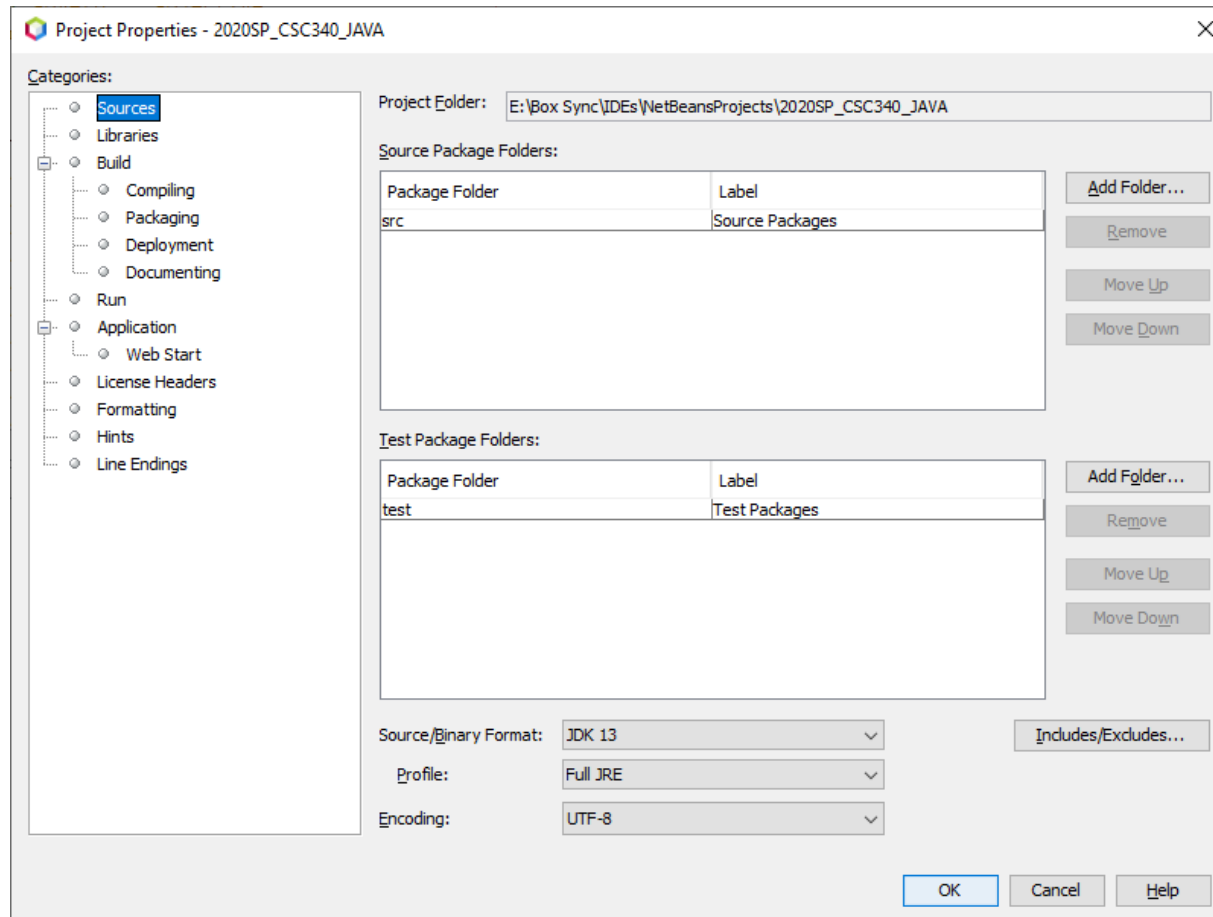 Project Properties - 2020SP_CSC340_JAVA
Categories:
Sources
Libraries
Build
Compiling
Packaging
Deployment
Documenting
Run
Application
Web Start
License Headers
Formatting
Hints
Line Endings
Project Folder: E:\Box Sync\IDEs\NetBeansProjects\2020SP_CSC340_JAVA
Source Package Folders:
Package Folder Label
src Source Packages
Add Folder...
Remove
Move Up
Move Down
Test Package Folders:
Package Folder Label
test Test Packages
Add Folder...
Remove
Move Up
Move Down
Source/Binary Format: JDK 13 Includes/Excludes...
Profile: Full JRE
Encoding: UTF-8
OK Cancel Help